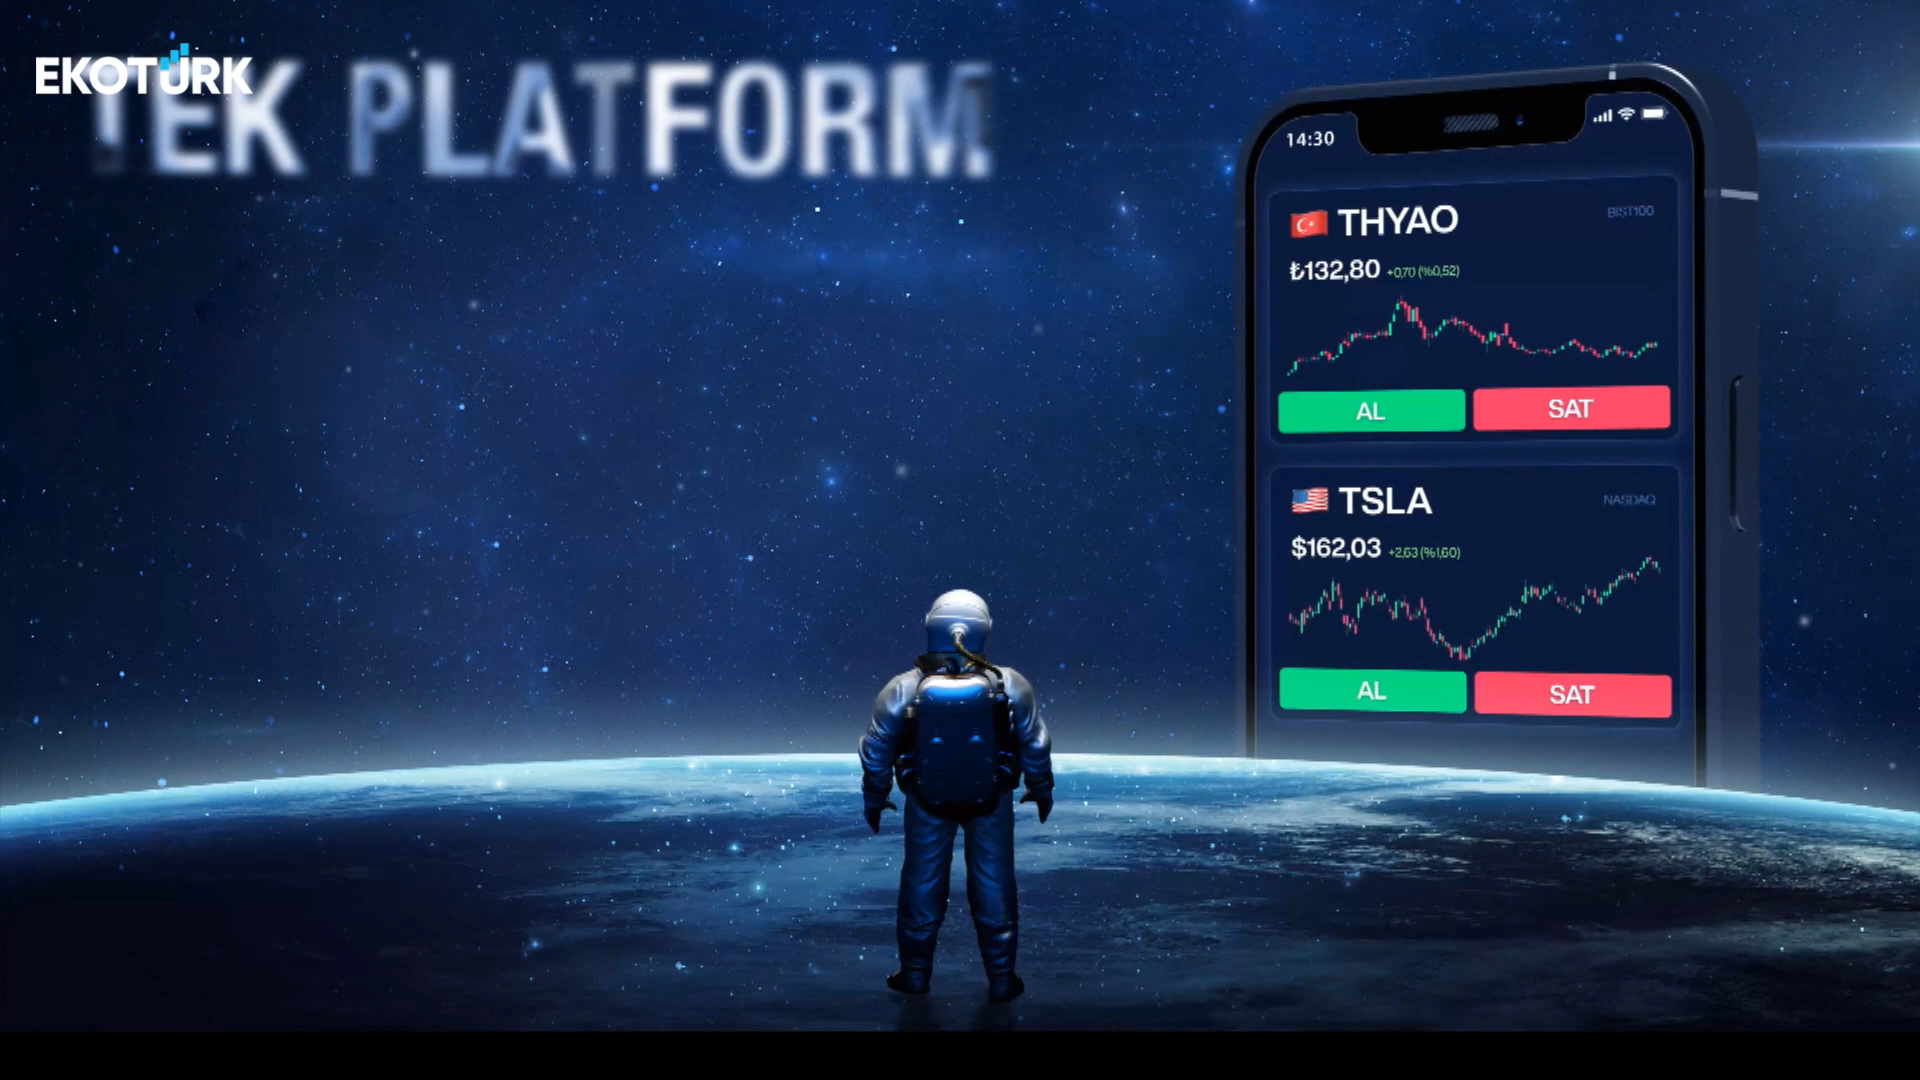 EKOTÜRK
TEK PLATFORM
14:30
THYAO
BIST100
₺132,80 +0,70 (%0,52)
AL
SAT
TSLA
NASDAQ
$162,03 +2,63 (%1,60)
AL
SAT